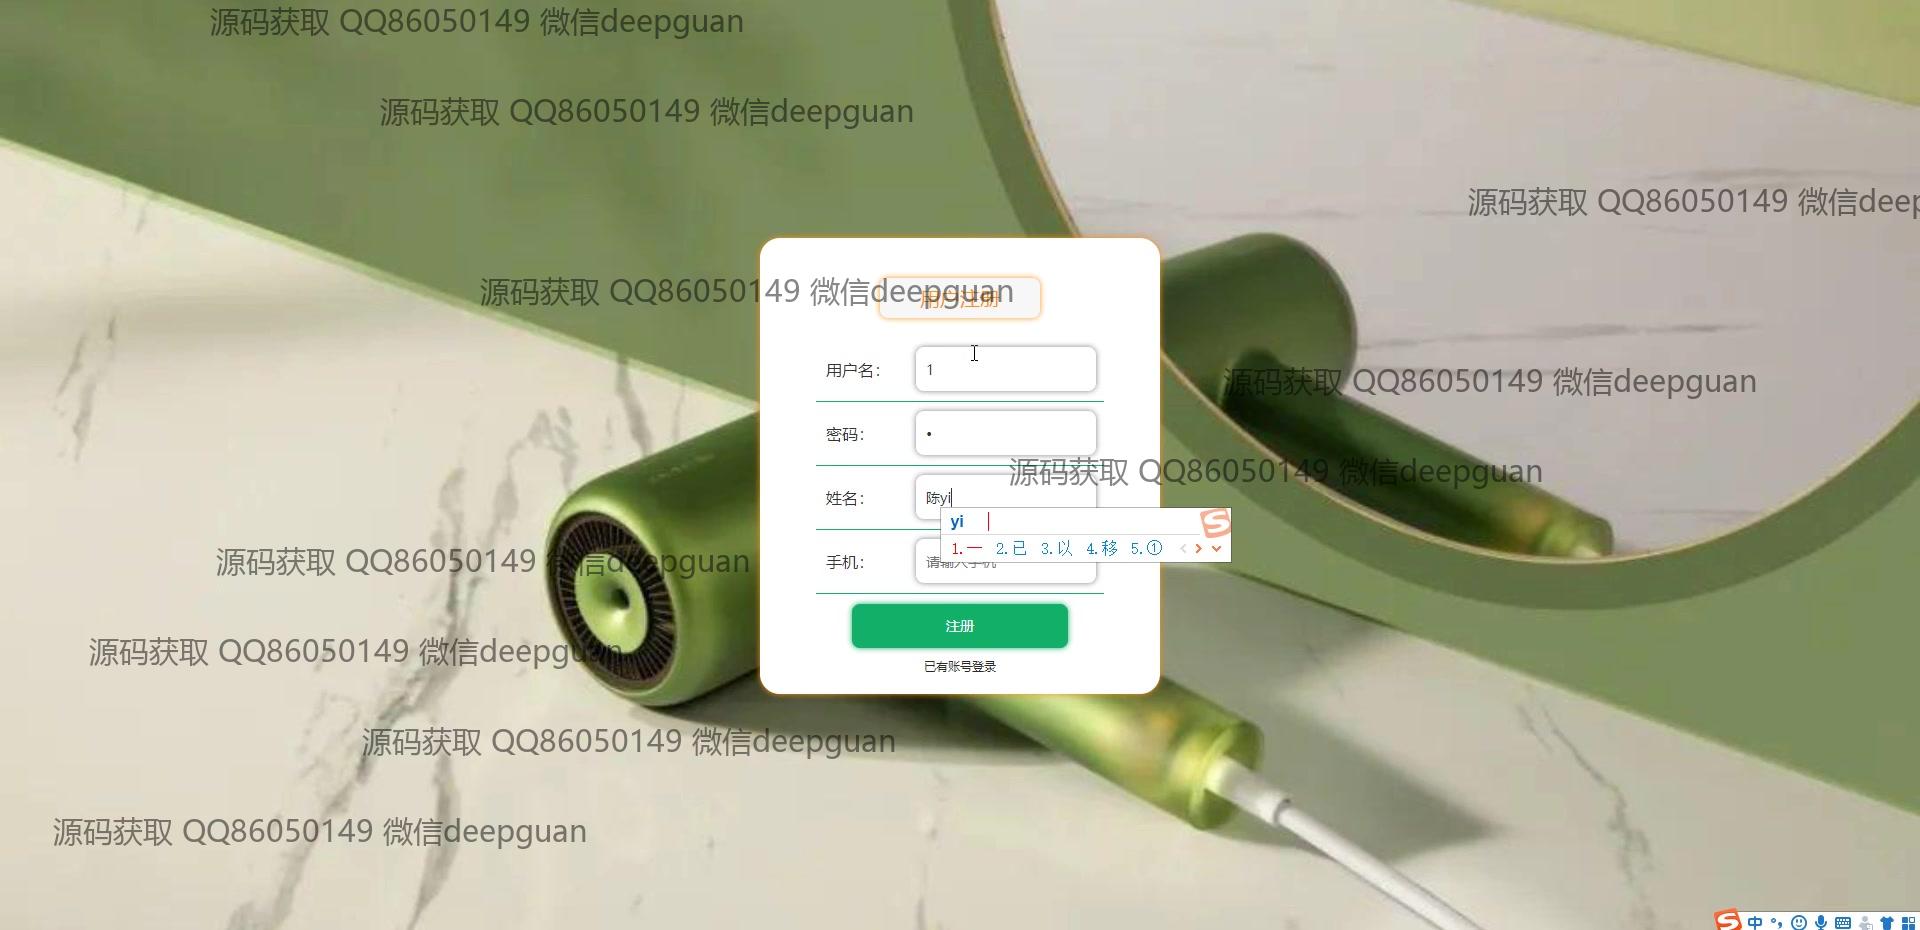 源码获取 QQ86050149 微信deepguan
源码获取 QQ86050149 微信deepguan
源码获取 QQ86050149 微信deep
源码获取 QQ86050149 微信deepguan
用户注册
用户名：
1
源码获取 QQ86050149 微信deepguan
密码：
•
源码获取 QQ86050149 微信deepguan
姓名：
陈yi
yi
1.一 2.已 3.以 4.移 5.①
手机：
请输入手机
源码获取 QQ86050149 微信deepguan
注册
源码获取 QQ86050149 微信deepguan
已有账号登录
源码获取 QQ86050149 微信deepguan
源码获取 QQ86050149 微信deepguan
中